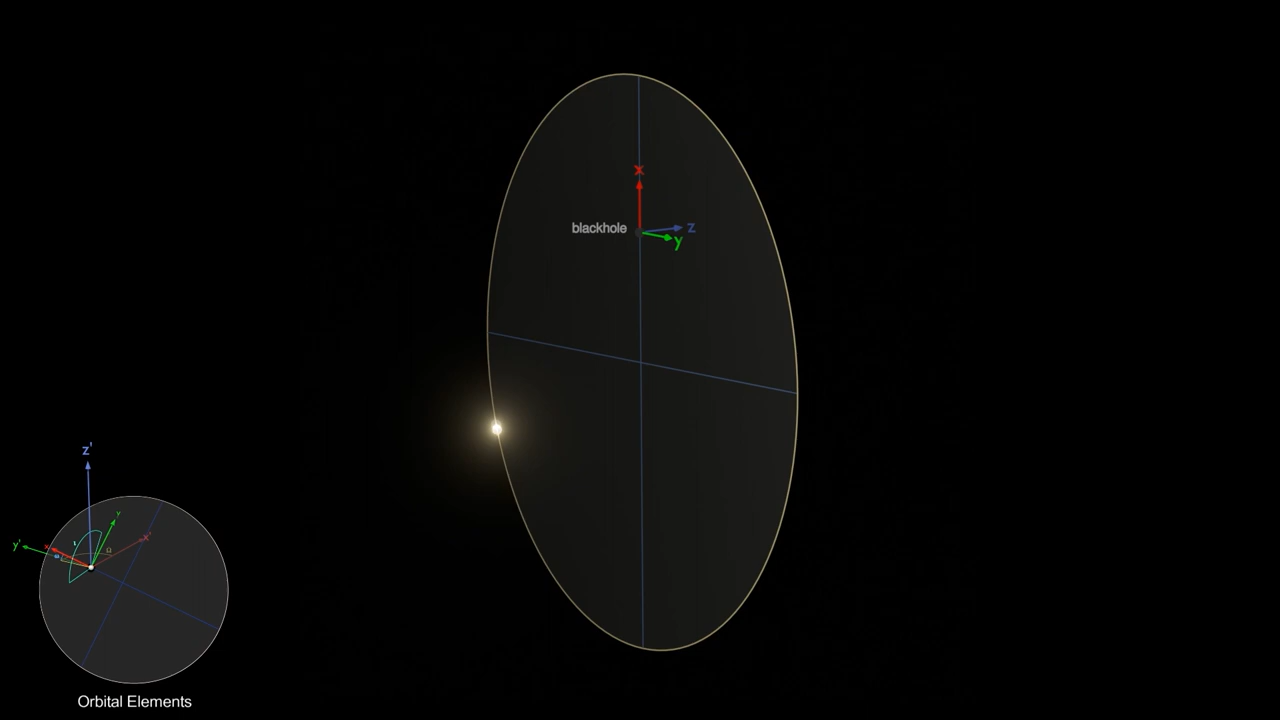 x
blackhole
z
y
z'
y
y'
x
ι
ω
Ω
x'
Orbital Elements